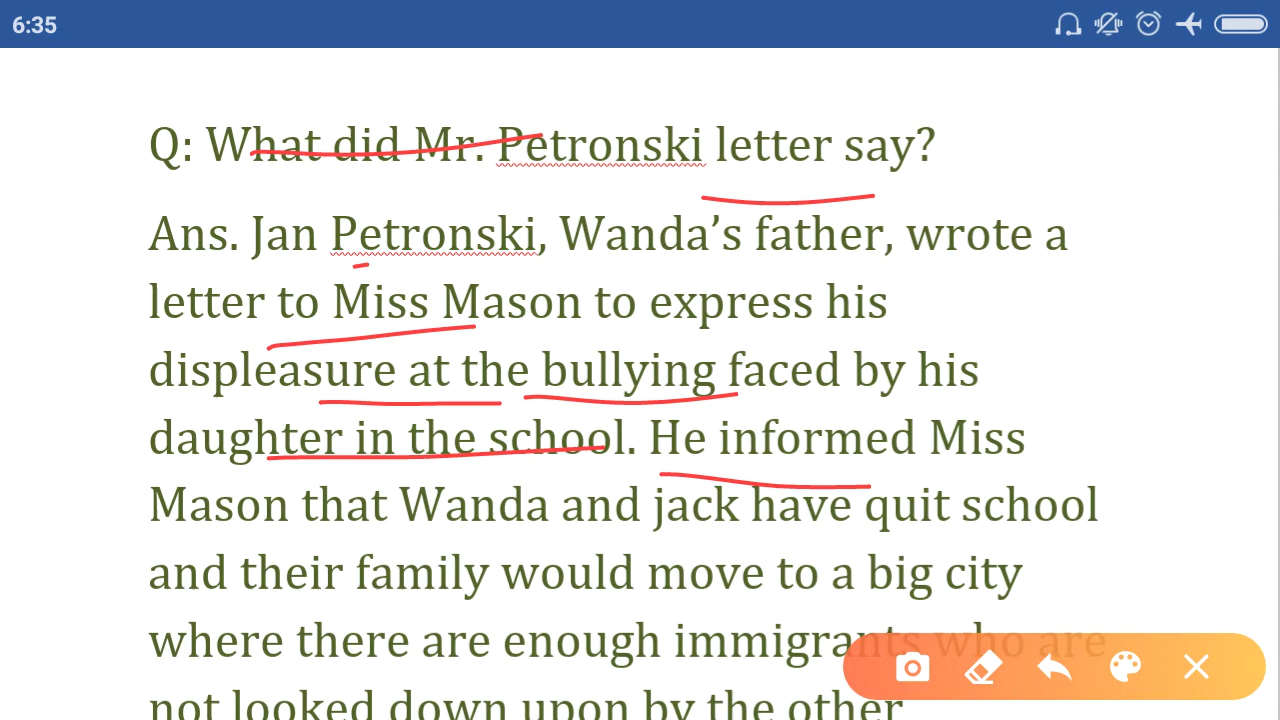 6:35
Q: What did Mr. Petronski letter say?
Ans. Jan Petronski, Wanda's father, wrote a
letter to Miss Mason to express his
displeasure at the bullying faced by his
daughter in the school. He informed Miss
Mason that Wanda and jack have quit school
and their family would move to a big city
where there are enough immigrants who are
not looked down upon by the other